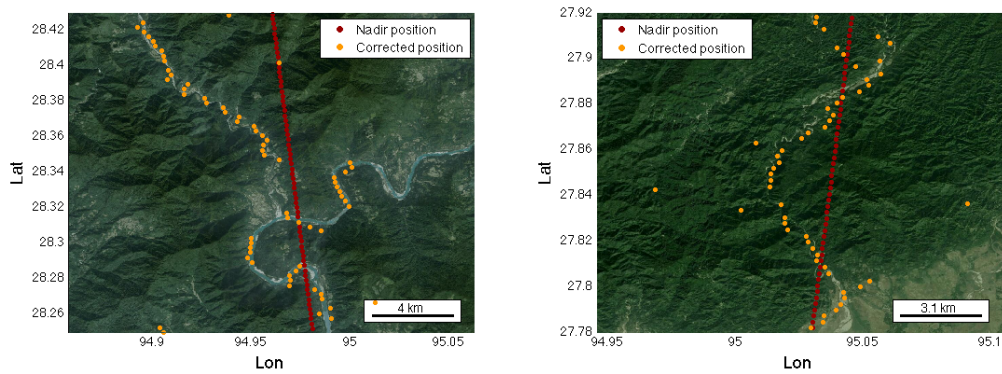 Nadir position
Corrected position
28.42
28.4
28.38
28.36
28.34
28.32
28.3
28.28
28.26
Lat
4 km
94.9
94.95
95
95.05
Lon
Nadir position
Corrected position
27.92
27.9
27.88
27.86
27.84
27.82
27.8
27.78
Lat
3.1 km
94.95
95
95.05
95.1
Lon